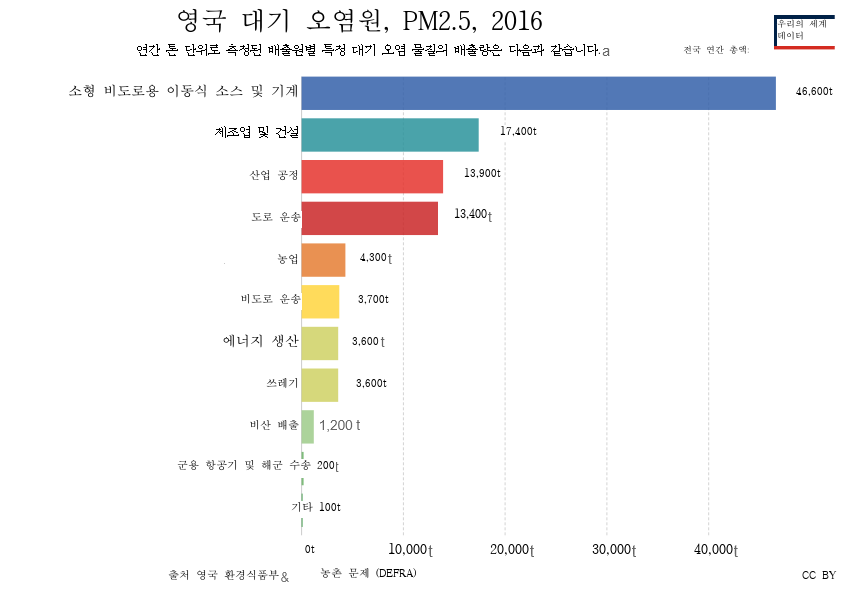 영국 대기 오염원, PM2.5, 2016
우리의 세계
데이터
연간 톤 단위로 측정된 배출원별 특정 대기 오염 물질의 배출량은 다음과 같습니다.a
전국 연간 총액:
소형 비도로용 이동식 소스 및 기계 46,600t
제조업 및 건설 17,400t
산업 공정 13,900t
도로 운송 13,400t
농업 4,300t
비도로 운송 3,700t
에너지 생산 3,600t
쓰레기 3,600t
비산 배출 1,200 t
군용 항공기 및 해군 수송 200t
기타 100t
0t 10,000t 20,000t 30,000t 40,000t
출처 영국 환경식품부& 농촌 문제 (DEFRA) CC BY